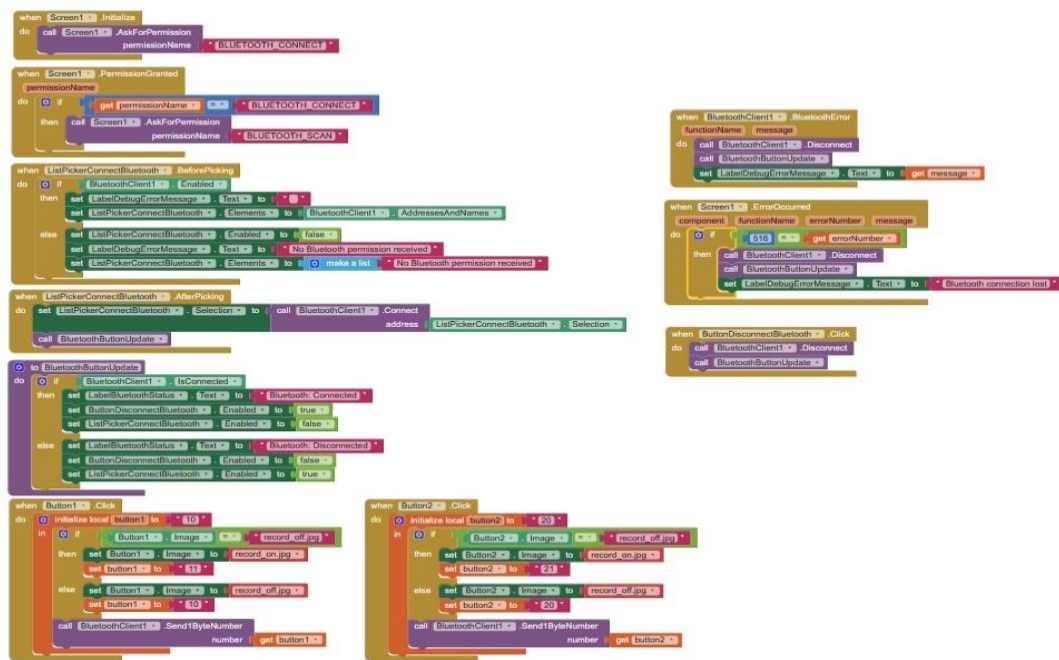 when Screen1 .Initialize
do call Screen1 .AskForPermission
permissionName " BLUETOOTH_CONNECT "
when Screen1 .PermissionGranted
permissionName
do if get permissionName = " BLUETOOTH_CONNECT "
then call Screen1 .AskForPermission
permissionName " BLUETOOTH_SCAN "
when ListPickerConnectBluetooth .BeforePicking
do if BluetoothClient1 . Enabled
then set LabelDebugErrorMessage . Text to " "
set ListPickerConnectBluetooth . Elements to BluetoothClient1 . AddressesAndNames
else set ListPickerConnectBluetooth . Enabled to false
set LabelDebugErrorMessage . Text to " No Bluetooth permission received "
set ListPickerConnectBluetooth . Elements to make a list " No Bluetooth permission received "
when ListPickerConnectBluetooth .AfterPicking
do set ListPickerConnectBluetooth . Selection to call BluetoothClient1 .Connect
address ListPickerConnectBluetooth . Selection
call BluetoothButtonUpdate
to BluetoothButtonUpdate
do if BluetoothClient1 . IsConnected
then set LabelBluetoothStatus . Text to " Bluetooth: Connected "
set ButtonDisconnectBluetooth . Enabled to true
set ListPickerConnectBluetooth . Enabled to false
else set LabelBluetoothStatus . Text to " Bluetooth: Disconnected "
set ButtonDisconnectBluetooth . Enabled to false
set ListPickerConnectBluetooth . Enabled to true
when Button1 .Click
do initialize local button1 to " 10 "
in if Button1 . Image = " record_off.jpg "
then set Button1 . Image to record_on.jpg
set button1 to " 11 "
else set Button1 . Image to record_off.jpg
set button1 to " 10 "
call BluetoothClient1 .Send1ByteNumber
number get button1
when Button2 .Click
do initialize local button2 to " 20 "
in if Button2 . Image = " record_off.jpg "
then set Button2 . Image to record_on.jpg
set button2 to " 21 "
else set Button2 . Image to record_off.jpg
set button2 to " 20 "
call BluetoothClient1 .Send1ByteNumber
number get button2
when BluetoothClient1 .BluetoothError
functionName message
do call BluetoothClient1 .Disconnect
call BluetoothButtonUpdate
set LabelDebugErrorMessage . Text to get message
when Screen1 .ErrorOccurred
component functionName errorNumber message
do if 516 = get errorNumber
then call BluetoothClient1 .Disconnect
call BluetoothButtonUpdate
set LabelDebugErrorMessage . Text to " Bluetooth connection lost "
when ButtonDisconnectBluetooth .Click
do call BluetoothClient1 .Disconnect
call BluetoothButtonUpdate